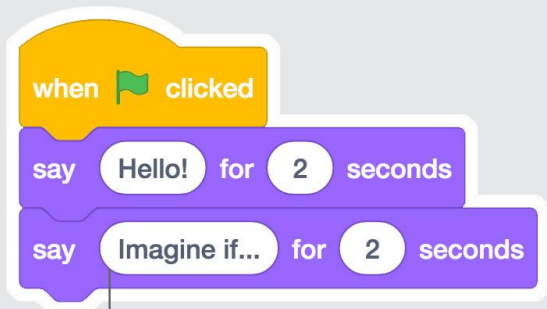 when clicked
say Hello! for 2 seconds
say Imagine if... for 2 seconds